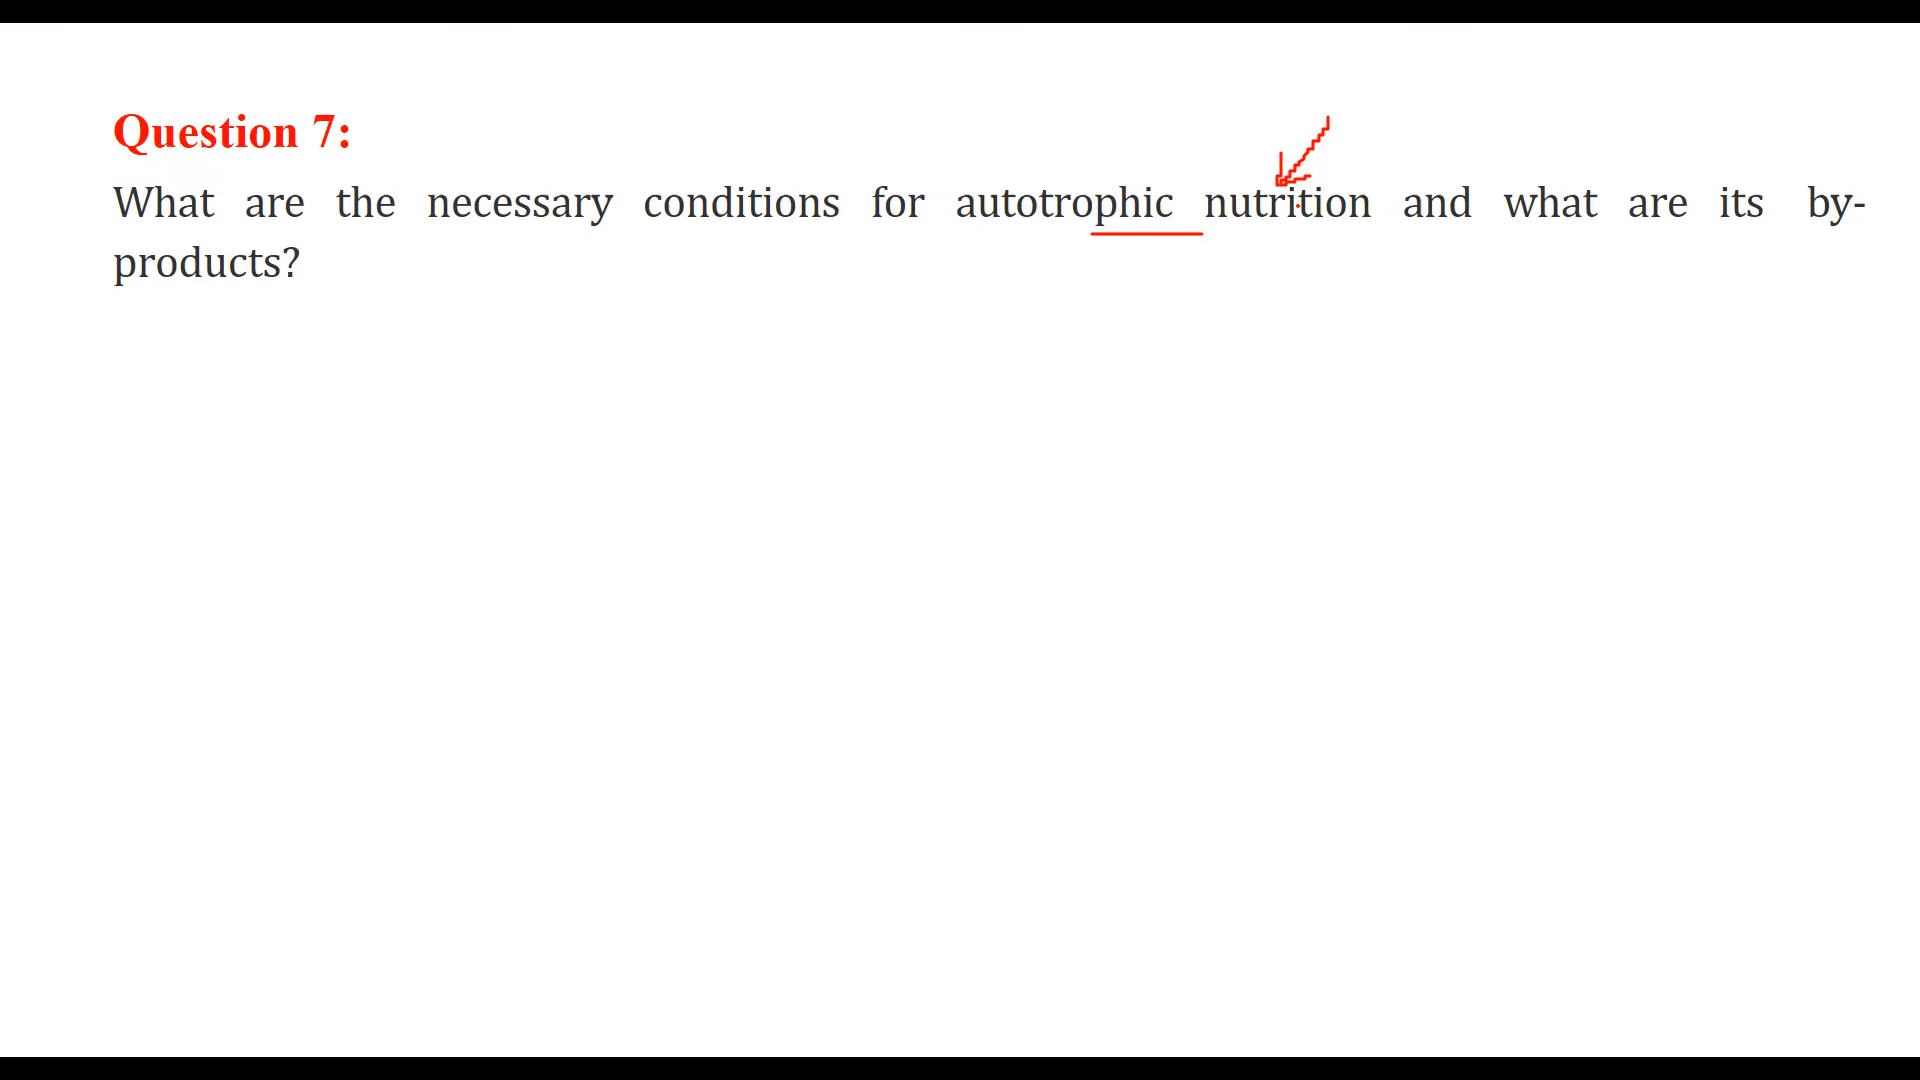 Question 7:
What are the necessary conditions for autotrophic nutrition and what are its by-
products?